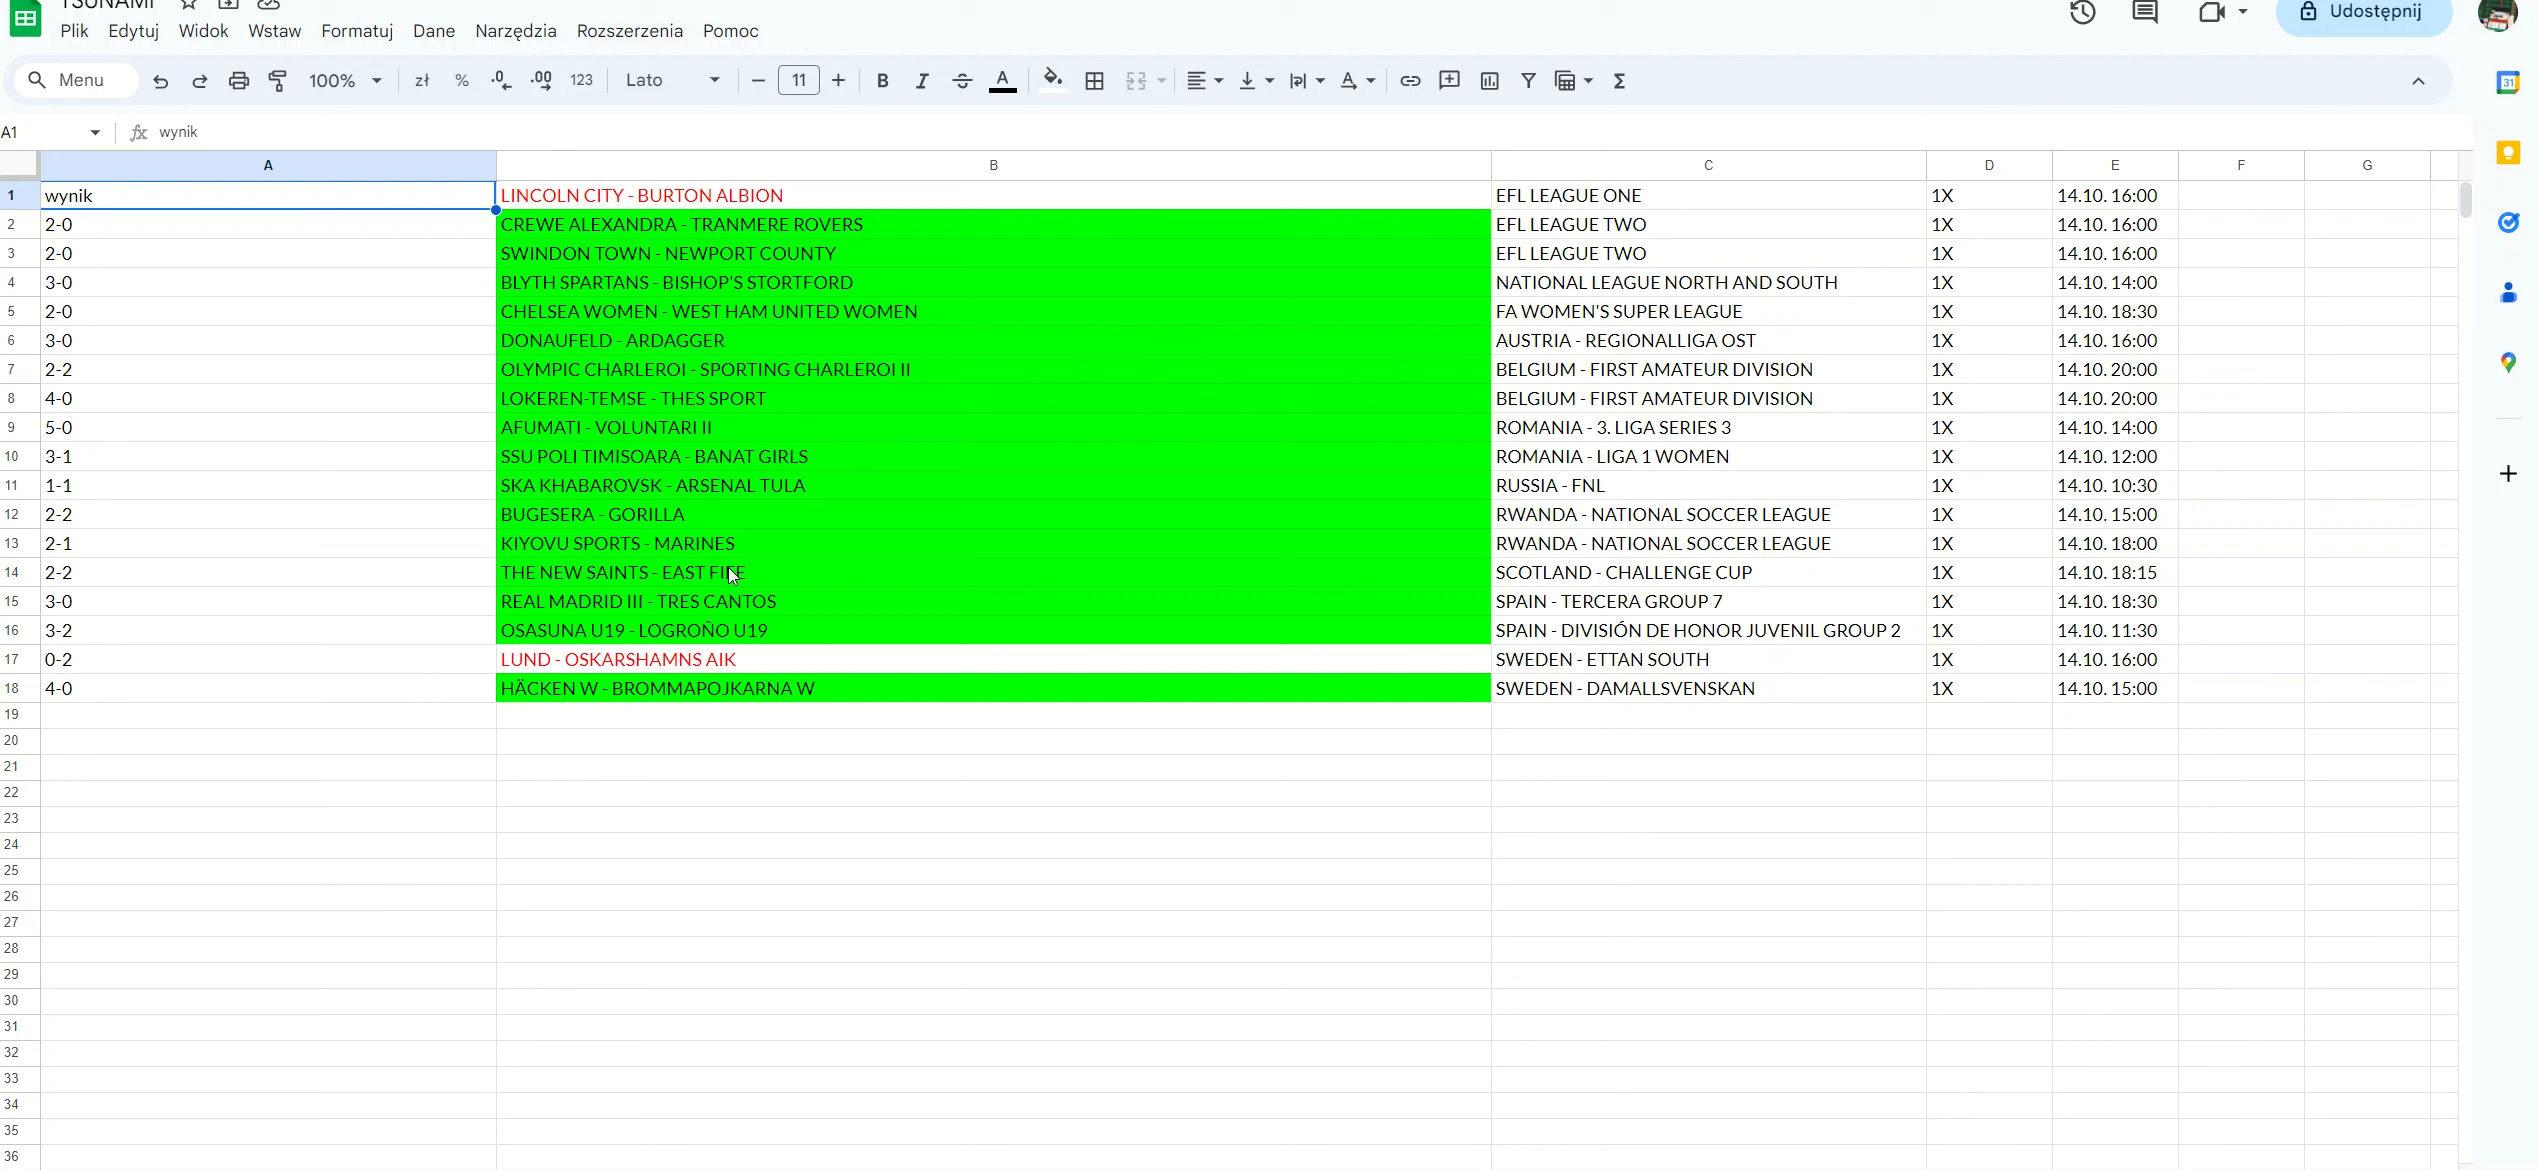 TSUNAMI
Plik Edytuj Widok Wstaw Formatuj Dane Narzędzia Rozszerzenia Pomoc
Udostępnij
Menu 100% zł % .0 .00 123 Lato 11 B I A A Σ
31
A1 fx wynik
A B C D E F G
1 wynik LINCOLN CITY - BURTON ALBION EFL LEAGUE ONE 1X 14.10. 16:00
2 2-0 CREWE ALEXANDRA - TRANMERE ROVERS EFL LEAGUE TWO 1X 14.10. 16:00
3 2-0 SWINDON TOWN - NEWPORT COUNTY EFL LEAGUE TWO 1X 14.10. 16:00
4 3-0 BLYTH SPARTANS - BISHOP'S STORTFORD NATIONAL LEAGUE NORTH AND SOUTH 1X 14.10. 14:00
5 2-0 CHELSEA WOMEN - WEST HAM UNITED WOMEN FA WOMEN'S SUPER LEAGUE 1X 14.10. 18:30
6 3-0 DONAUFELD - ARDAGGER AUSTRIA - REGIONALLIGA OST 1X 14.10. 16:00
7 2-2 OLYMPIC CHARLEROI - SPORTING CHARLEROI II BELGIUM - FIRST AMATEUR DIVISION 1X 14.10. 20:00
8 4-0 LOKEREN-TEMSE - THES SPORT BELGIUM - FIRST AMATEUR DIVISION 1X 14.10. 20:00
9 5-0 AFUMATI - VOLUNTARI II ROMANIA - 3. LIGA SERIES 3 1X 14.10. 14:00
10 3-1 SSU POLI TIMISOARA - BANAT GIRLS ROMANIA - LIGA 1 WOMEN 1X 14.10. 12:00
11 1-1 SKA KHABAROVSK - ARSENAL TULA RUSSIA - FNL 1X 14.10. 10:30
12 2-2 BUGESERA - GORILLA RWANDA - NATIONAL SOCCER LEAGUE 1X 14.10. 15:00
13 2-1 KIYOVU SPORTS - MARINES RWANDA - NATIONAL SOCCER LEAGUE 1X 14.10. 18:00
14 2-2 THE NEW SAINTS - EAST FIFE SCOTLAND - CHALLENGE CUP 1X 14.10. 18:15
15 3-0 REAL MADRID III - TRES CANTOS SPAIN - TERCERA GROUP 7 1X 14.10. 18:30
16 3-2 OSASUNA U19 - LOGROÑO U19 SPAIN - DIVISIÓN DE HONOR JUVENIL GROUP 2 1X 14.10. 11:30
17 0-2 LUND - OSKARSHAMNS AIK SWEDEN - ETTAN SOUTH 1X 14.10. 16:00
18 4-0 HÄCKEN W - BROMMAPOJKARNA W SWEDEN - DAMALLSVENSKAN 1X 14.10. 15:00
19
20
21
22
23
24
25
26
27
28
29
30
31
32
33
34
35
36